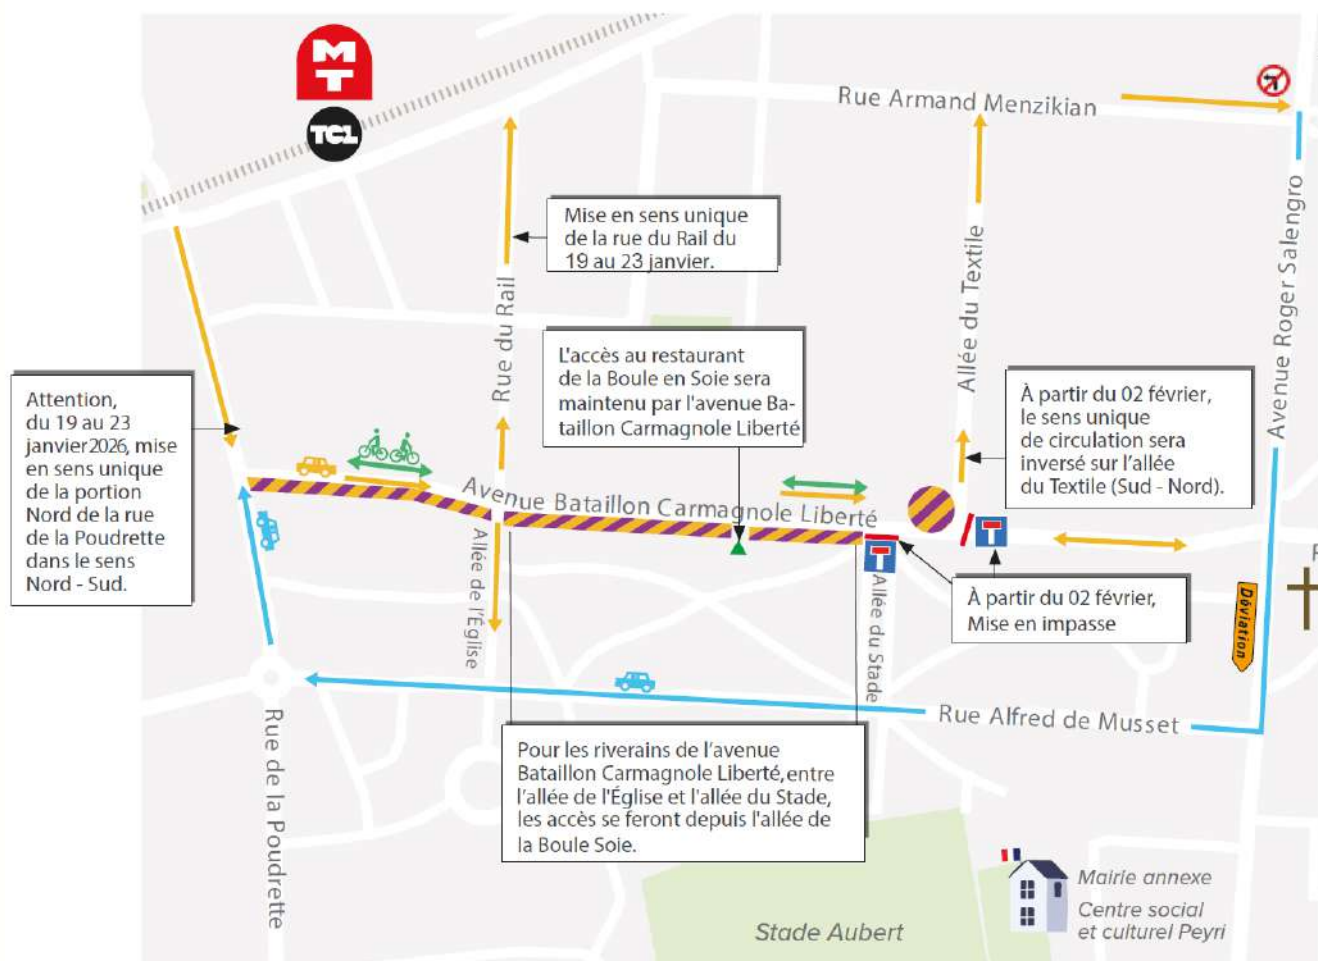 M
T
TCL
Rue Armand Menzikian
Mise en sens unique
de la rue du Rail du
19 au 23 janvier.
Rue du Rail
Allée du Textile
Avenue Roger Salengro
L'accès au restaurant
de la Boule en Soie sera
maintenu par l'avenue Ba-
taillon Carmagnole Liberté
À partir du 02 février,
le sens unique
de circulation sera
inversé sur l'allée
du Textile (Sud - Nord).
Attention,
du 19 au 23
janvier 2026, mise
en sens unique
de la portion
Nord de la rue
de la Poudrette
dans le sens
Nord - Sud.
Avenue Bataillon Carmagnole Liberté
Allée de l'Église
Allée du Stade
À partir du 02 février,
Mise en impasse
Déviation
Rue Alfred de Musset
Rue de la Poudrette
Pour les riverains de l'avenue
Bataillon Carmagnole Liberté, entre
l'allée de l'Église et l'allée du Stade,
les accès se feront depuis l'allée de
la Boule Soie.
Stade Aubert
Mairie annexe
Centre social
et culturel Peyri